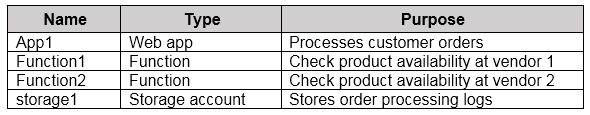 Name Type Purpose
App1 Web app Processes customer orders
Function1 Function Check product availability at vendor 1
Function2 Function Check product availability at vendor 2
storage1 Storage account Stores order processing logs